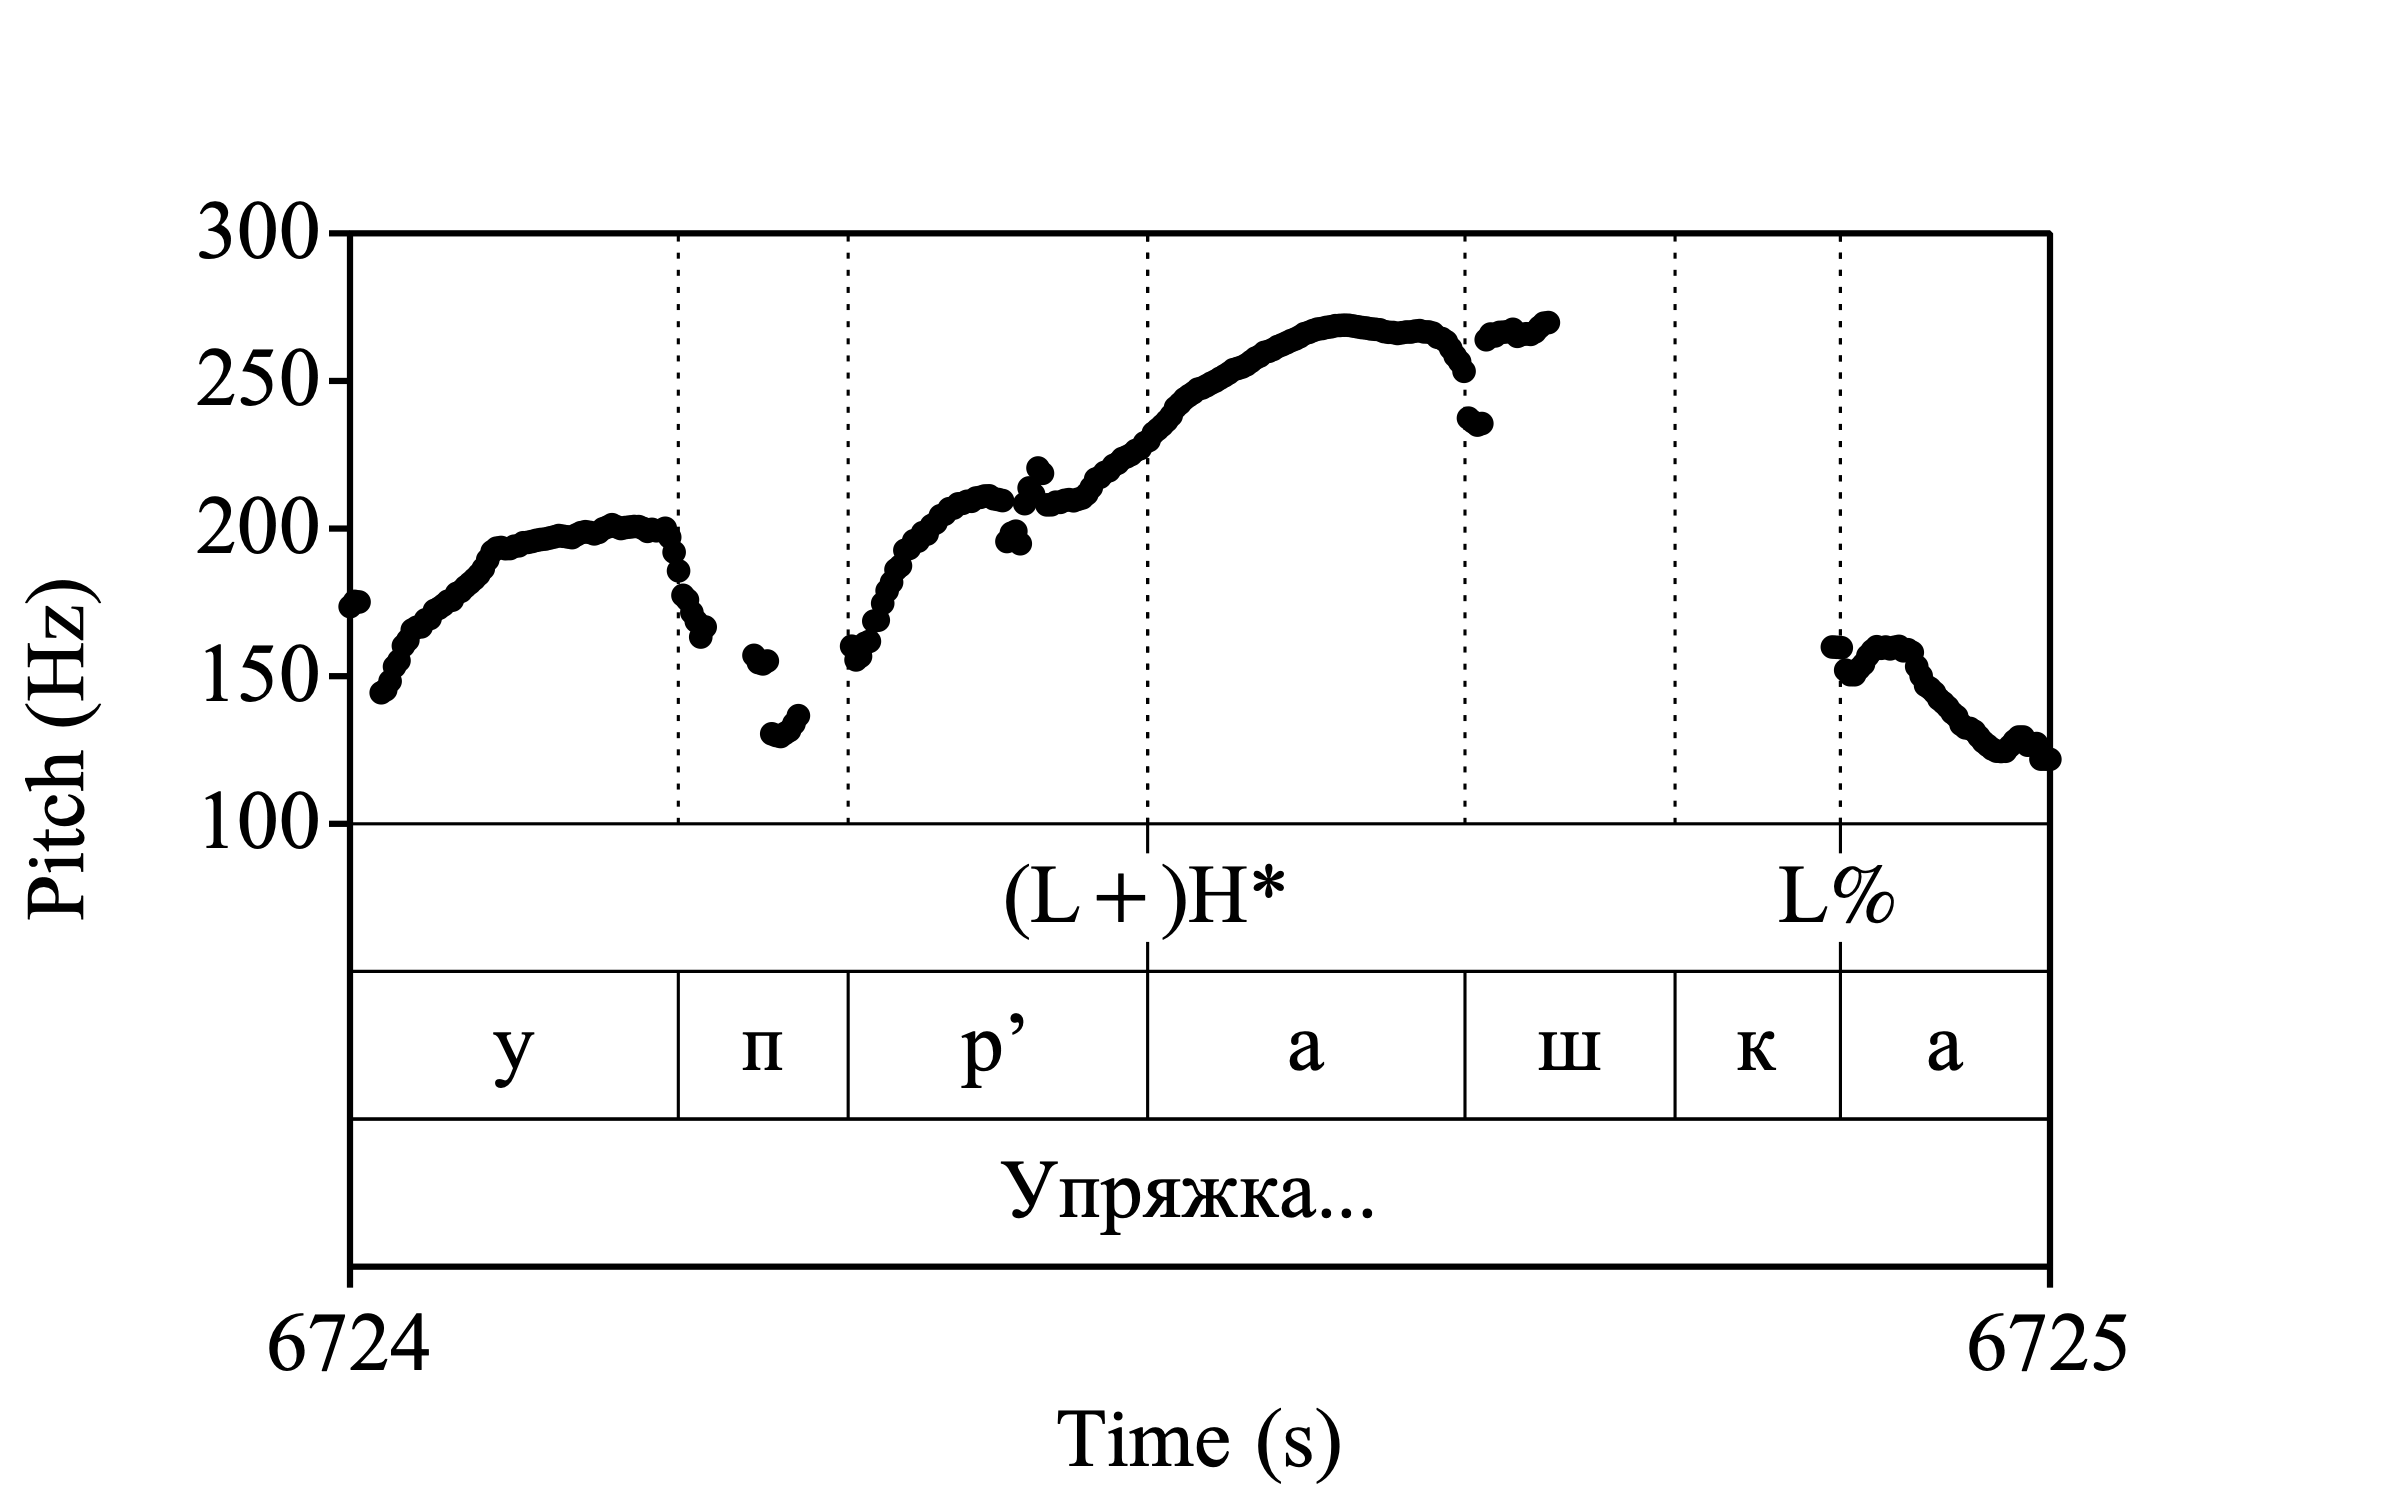 300
250
200
150
100
Pitch (Hz)
(L+)H* L%
у п р’ а ш к а
Упряжка...
6724 6725
Time (s)